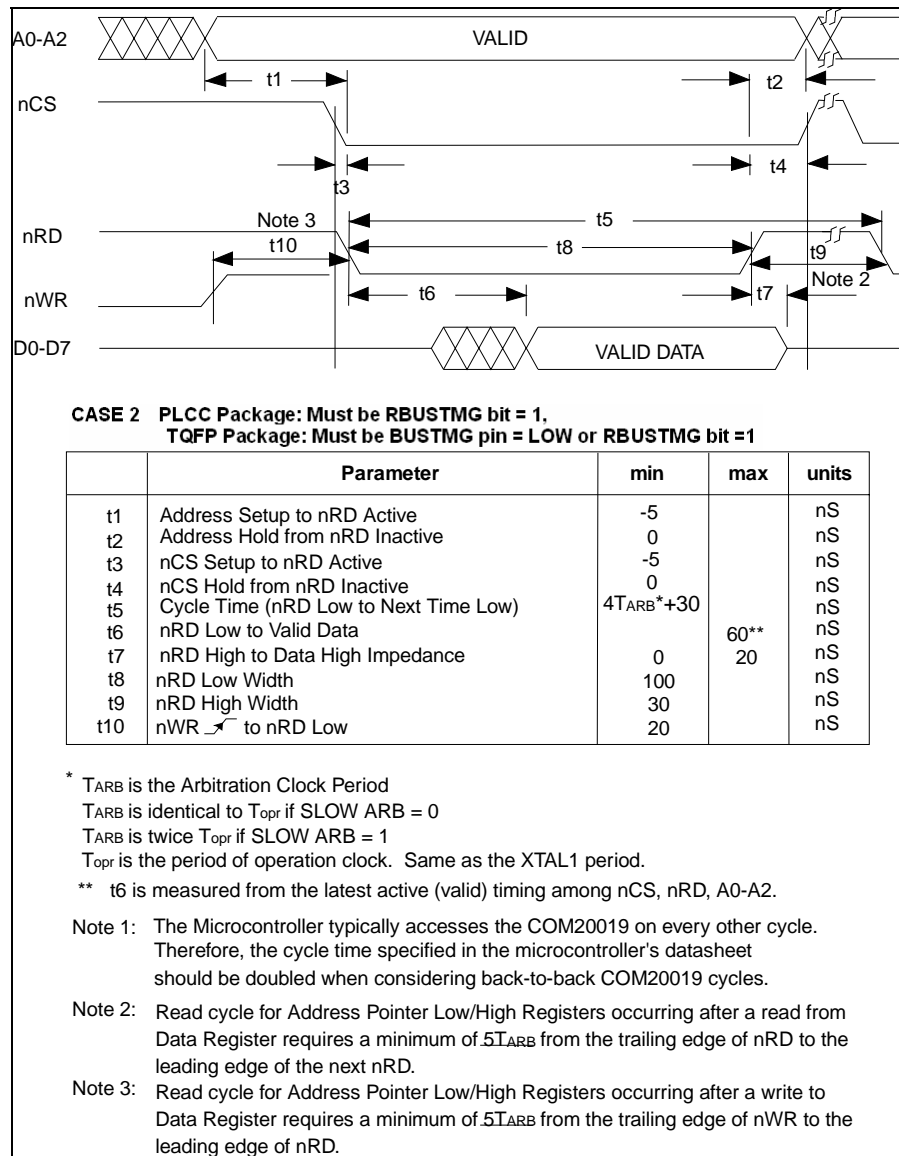 A0-A2 VALID
t1 t2
nCS
t3 t4
nRD Note 3 t5
t10 t8 t9
nWR t6 t7 Note 2
D0-D7 VALID DATA
CASE 2 PLCC Package: Must be RBUSTMG bit = 1,
TQFP Package: Must be BUSTMG pin = LOW or RBUSTMG bit =1
Parameter min max units
t1 Address Setup to nRD Active -5 nS
t2 Address Hold from nRD Inactive 0 nS
t3 nCS Setup to nRD Active -5 nS
t4 nCS Hold from nRD Inactive 0 nS
t5 Cycle Time (nRD Low to Next Time Low) 4TARB*+30 nS
t6 nRD Low to Valid Data 60** nS
t7 nRD High to Data High Impedance 0 20 nS
t8 nRD Low Width 100 nS
t9 nRD High Width 30 nS
t10 nWR to nRD Low 20 nS
* TARB is the Arbitration Clock Period
TARB is identical to Topr if SLOW ARB = 0
TARB is twice Topr if SLOW ARB = 1
Topr is the period of operation clock. Same as the XTAL1 period.
** t6 is measured from the latest active (valid) timing among nCS, nRD, A0-A2.
Note 1: The Microcontroller typically accesses the COM20019 on every other cycle.
Therefore, the cycle time specified in the microcontroller's datasheet
should be doubled when considering back-to-back COM20019 cycles.
Note 2: Read cycle for Address Pointer Low/High Registers occurring after a read from
Data Register requires a minimum of 5TARB from the trailing edge of nRD to the
leading edge of the next nRD.
Note 3: Read cycle for Address Pointer Low/High Registers occurring after a write to
Data Register requires a minimum of 5TARB from the trailing edge of nWR to the
leading edge of nRD.